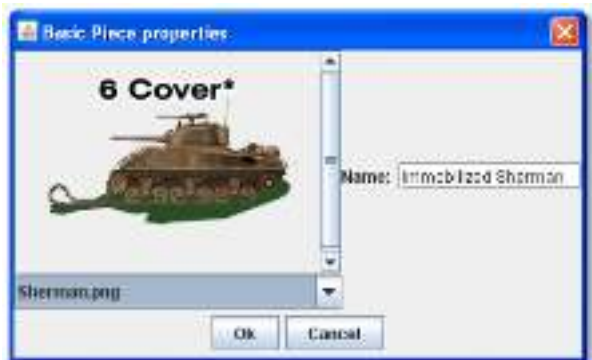 Basic Piece properties
6 Cover*
Name: Immobilized Sherman
Sherman.png
Ok Cancel